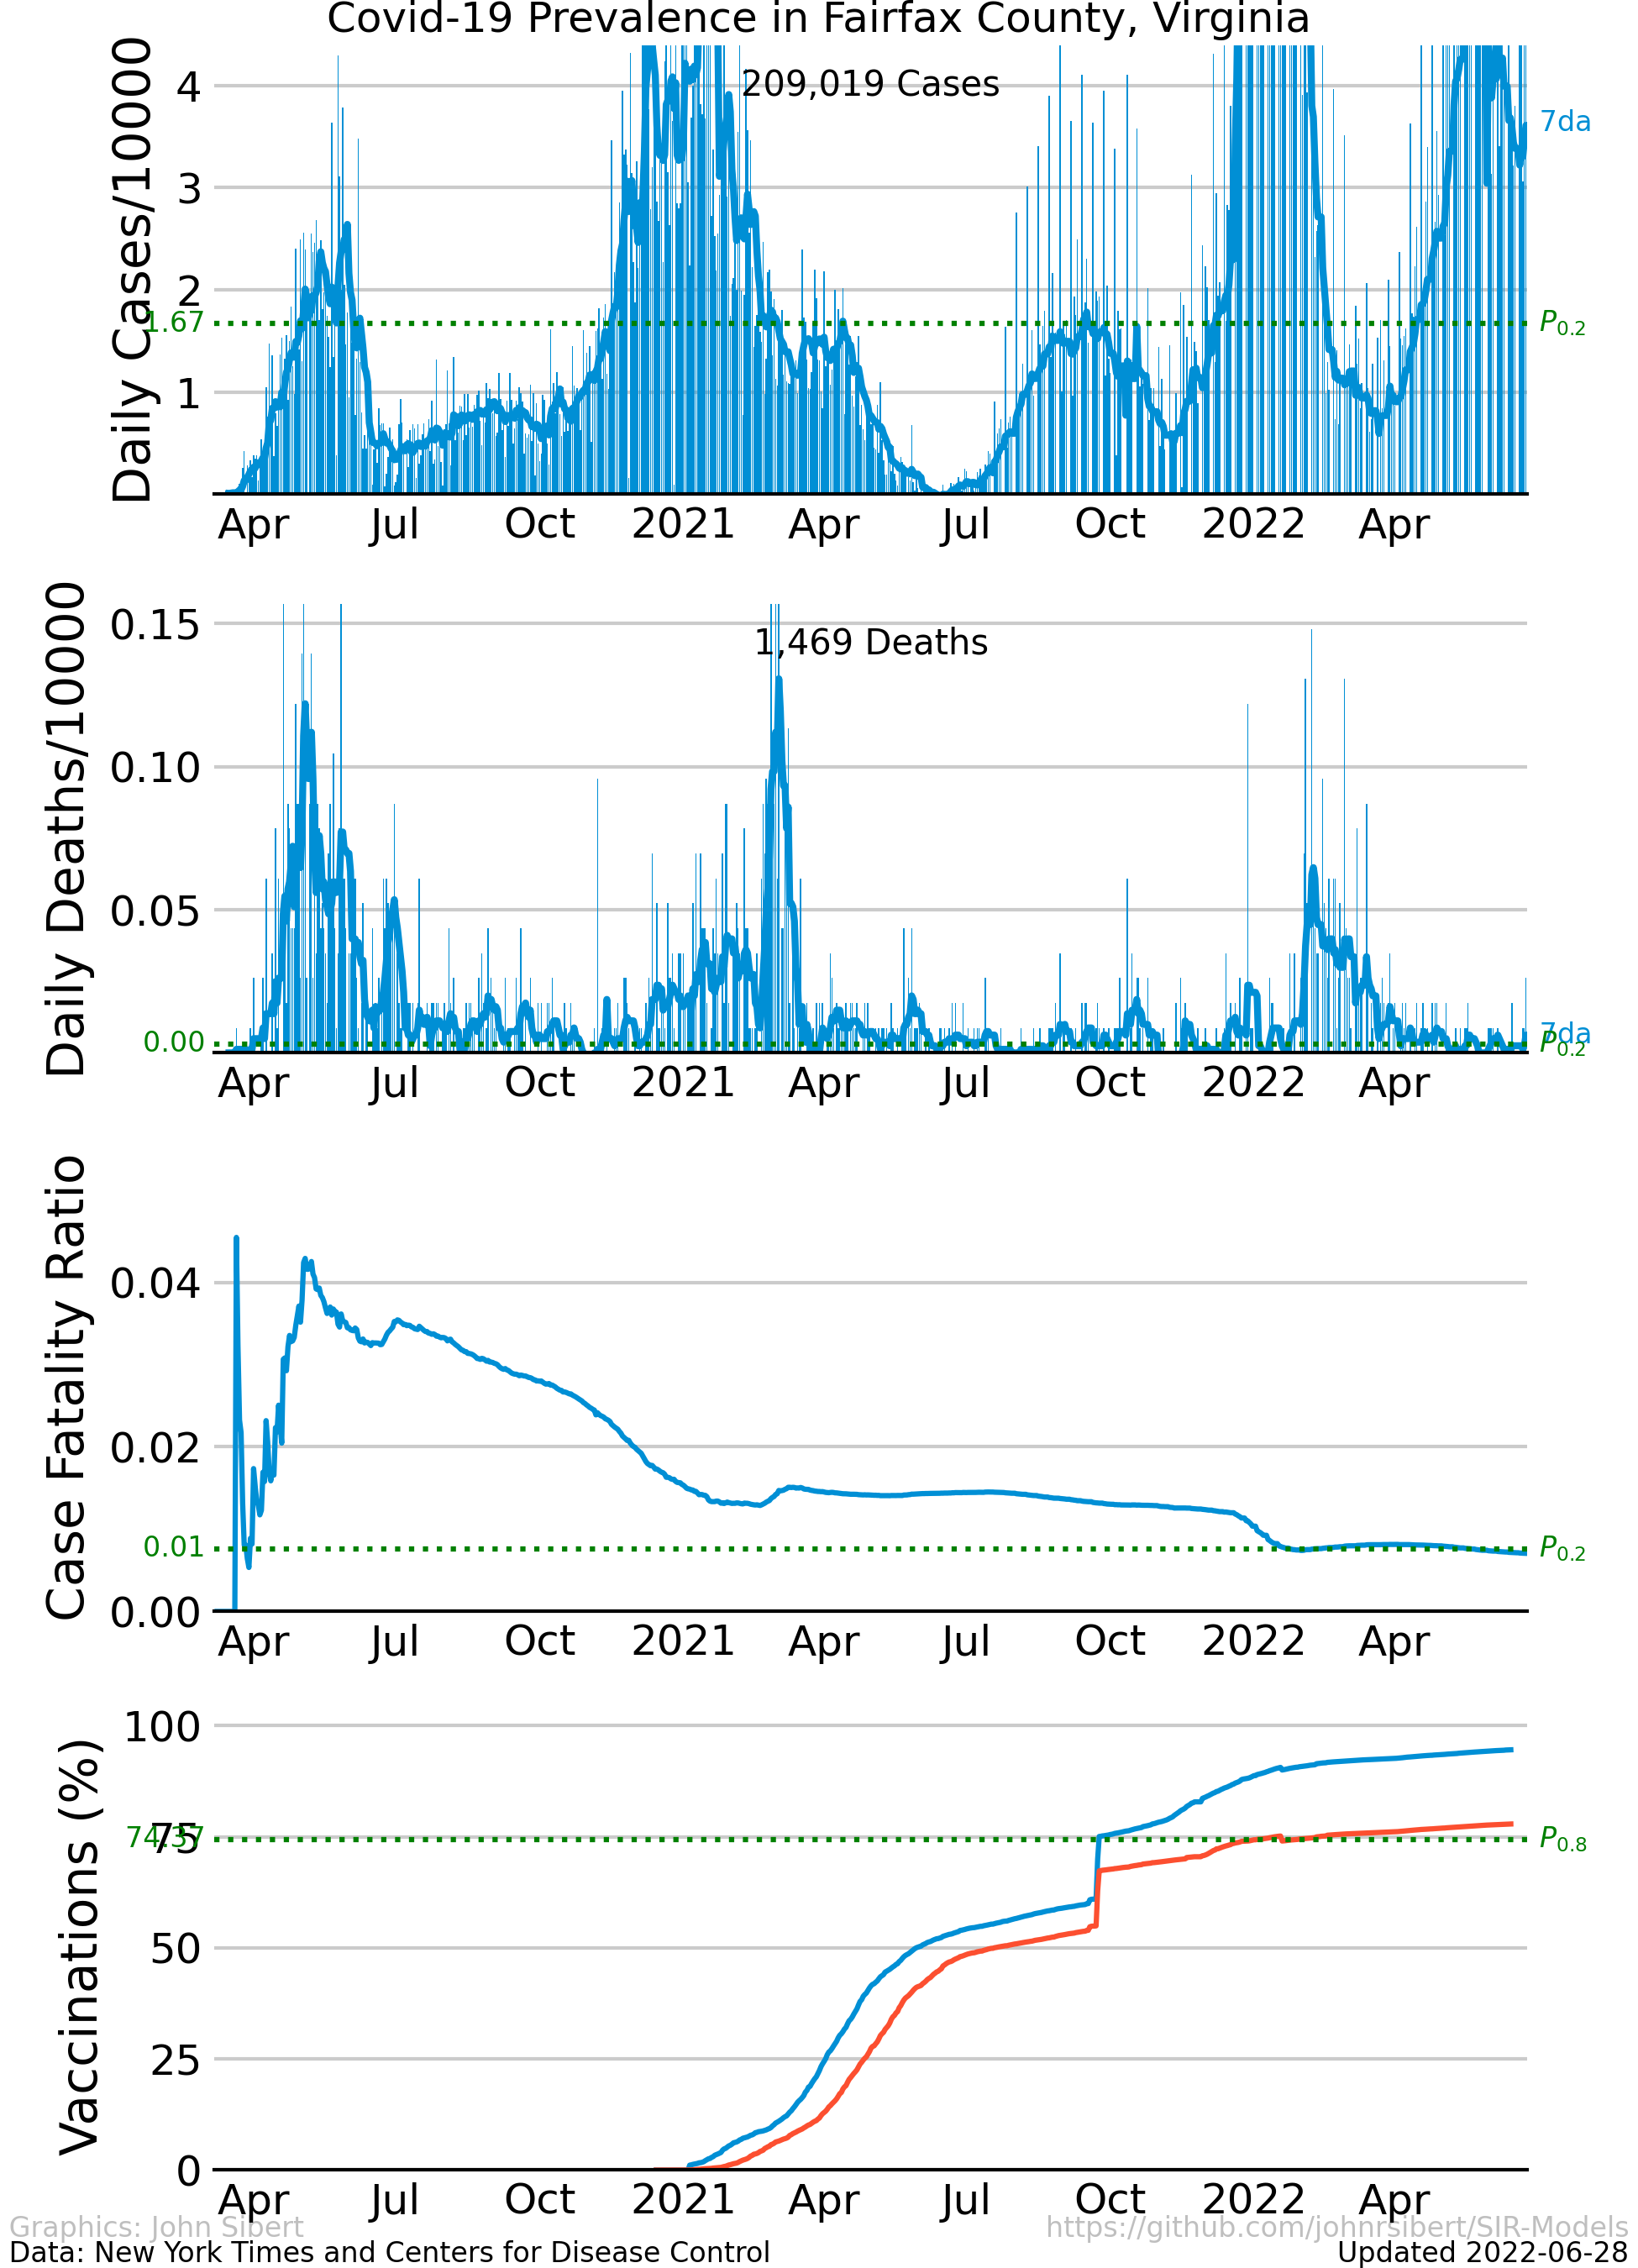 Covid-19 Prevalence in Fairfax County, Virginia
Daily Cases/10000
4
3
2
1
1.67
209,019 Cases
7da
P0.2
Apr Jul Oct 2021 Apr Jul Oct 2022 Apr
Daily Deaths/10000
0.15
0.10
0.05
0.00
1,469 Deaths
7da
P0.2
Apr Jul Oct 2021 Apr Jul Oct 2022 Apr
Case Fatality Ratio
0.04
0.02
0.01
0.00
P0.2
Apr Jul Oct 2021 Apr Jul Oct 2022 Apr
Vaccinations (%)
100
75
74.37
50
25
0
P0.8
Apr Jul Oct 2021 Apr Jul Oct 2022 Apr
Graphics: John Sibert
https://github.com/johnrsibert/SIR-Models
Data: New York Times and Centers for Disease Control
Updated 2022-06-28